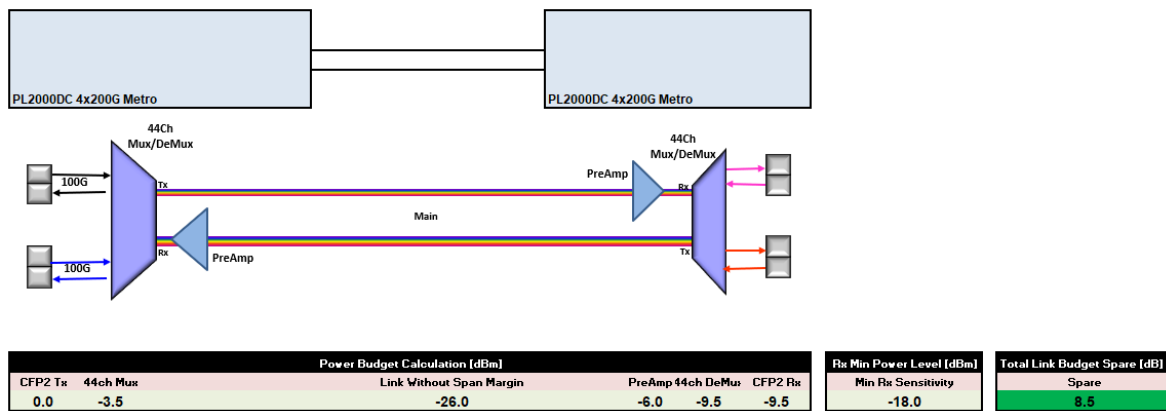 PL2000DC 4x200G Metro
PL2000DC 4x200G Metro
44Ch
Mux/DeMux
44Ch
Mux/DeMux
PreAmp
100G
Tx
Rx
Main
Rx
Tx
100G
PreAmp
Power Budget Calculation [dBm]
CFP2 Tx 44ch Mux Link Without Span Margin PreAmp 44ch DeMux CFP2 Rx
0.0 -3.5 -26.0 -6.0 -9.5 -9.5
Rx Min Power Level [dBm]
Min Rx Sensitivity
-18.0
Total Link Budget Spare [dB]
Spare
8.5